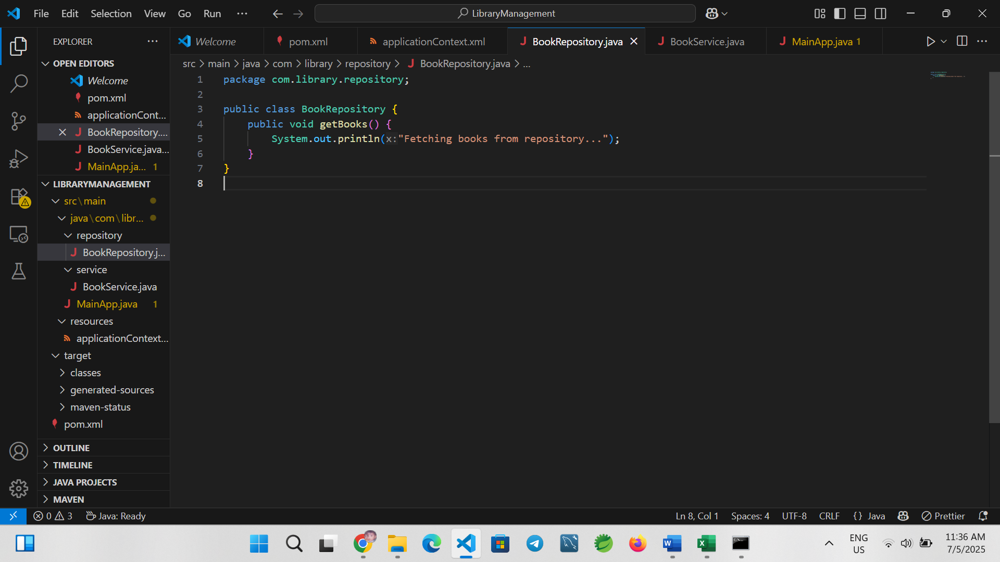 File Edit Selection View Go Run ...
LibraryManagement
EXPLORER ...
OPEN EDITORS
Welcome
pom.xml
applicationCont...
BookRepository....
BookService.java...
MainApp.ja... 1
LIBRARYMANAGEMENT
src\main
java\com\libr...
repository
BookRepository.j...
service
BookService.java
MainApp.java 1
resources
applicationContext...
target
classes
generated-sources
maven-status
pom.xml
OUTLINE
TIMELINE
JAVA PROJECTS
MAVEN
Welcome pom.xml applicationContext.xml BookRepository.java BookService.java MainApp.java 1
src > main > java > com > library > repository > BookRepository.java > ...
1 package com.library.repository;
2
3 public class BookRepository {
4 public void getBooks() {
5 System.out.println(x:"Fetching books from repository...");
6 }
7 }
8
0 3 Java: Ready
Ln 8, Col 1 Spaces: 4 UTF-8 CRLF {} Java Prettier
ENG
US
11:36 AM
7/5/2025